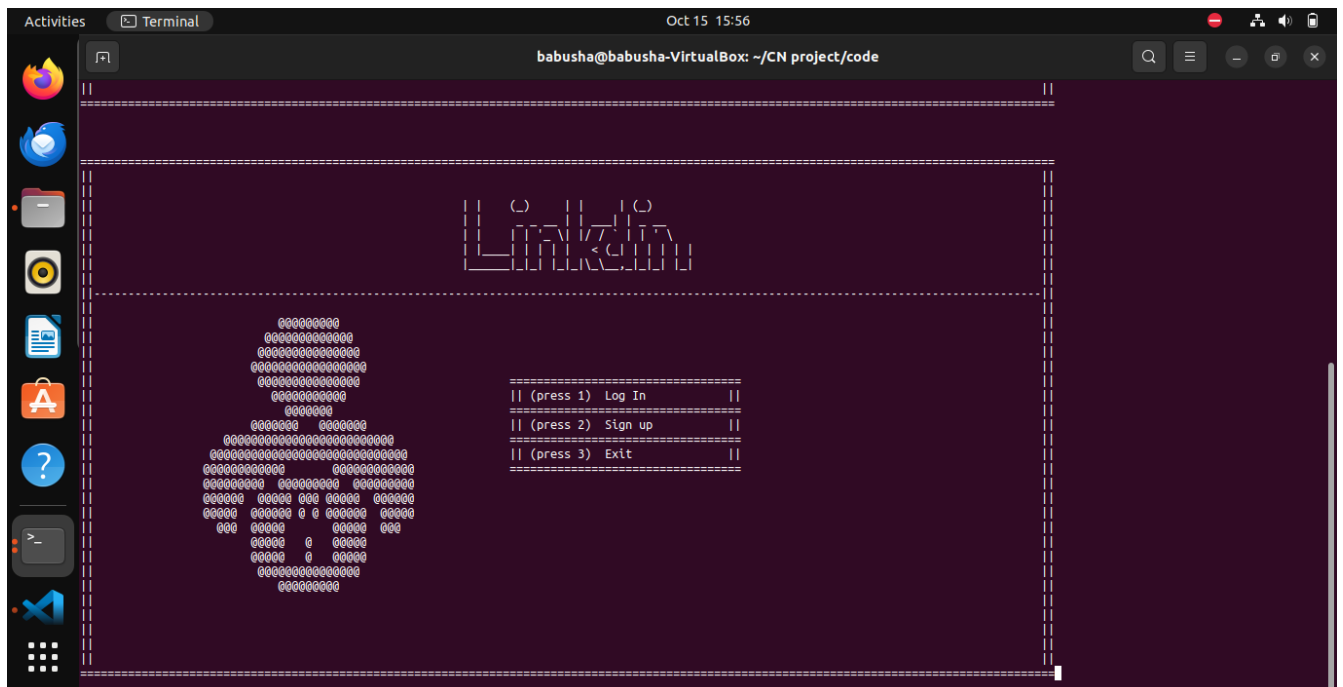 Activities
Terminal
Oct 15 15:56
babusha@babusha-VirtualBox: ~/CN project/code
Linkdin
|| (press 1) Log In ||
|| (press 2) Sign up ||
|| (press 3) Exit ||